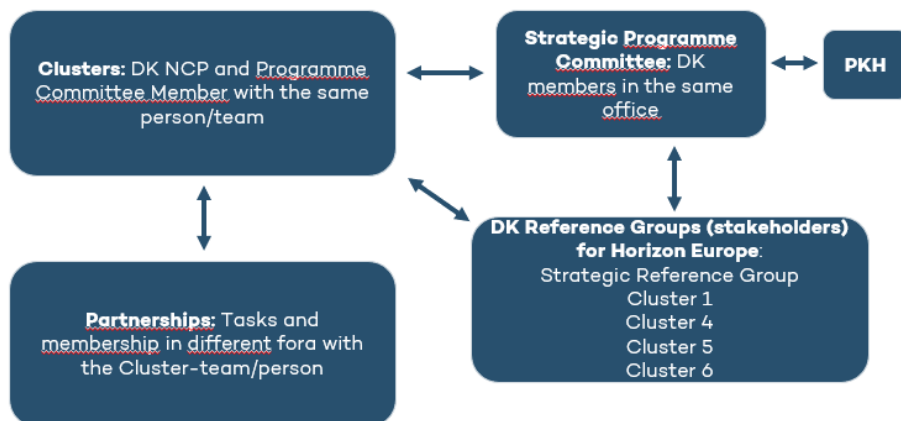 Clusters: DK NCP and Programme
Committee Member with the same
person/team
Strategic Programme
Committee: DK
members in the same
office
PKH
DK Reference Groups (stakeholders)
for Horizon Europe:
Strategic Reference Group
Cluster 1
Cluster 4
Cluster 5
Cluster 6
Partnerships: Tasks and
membership in different fora with
the Cluster-team/person